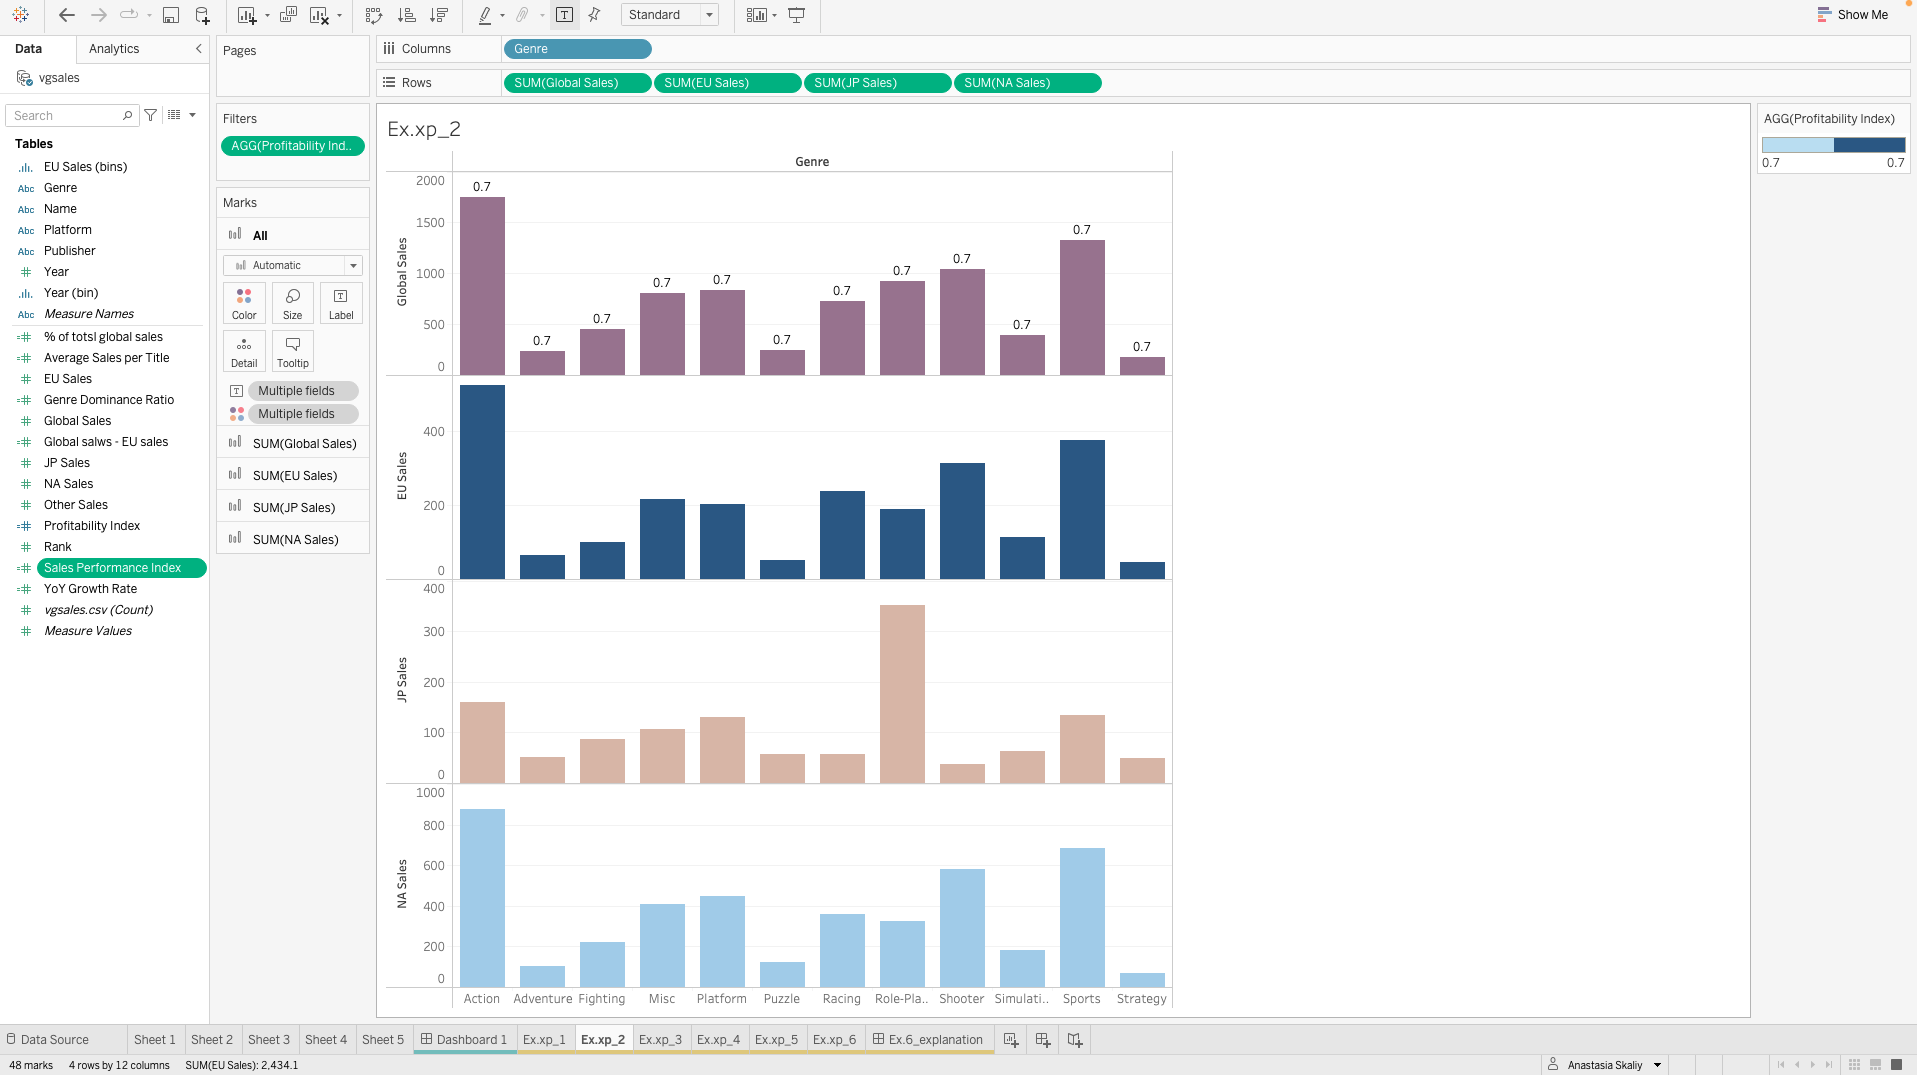 Standard
Show Me
Data
Analytics
Pages
Columns
Genre
vgsales
Rows
SUM(Global Sales)
SUM(EU Sales)
SUM(JP Sales)
SUM(NA Sales)
Search
Tables
EU Sales (bins)
Abc Genre
Abc Name
Abc Platform
Abc Publisher
Year
Year (bin)
Abc Measure Names
% of totsl global sales
Average Sales per Title
EU Sales
Genre Dominance Ratio
Global Sales
Global salws - EU sales
JP Sales
NA Sales
Other Sales
Profitability Index
Rank
Sales Performance Index
YoY Growth Rate
vgsales.csv (Count)
Measure Values
Filters
AGG(Profitability Ind..
Marks
All
Automatic
Color
Size
Label
Detail
Tooltip
Multiple fields
Multiple fields
SUM(Global Sales)
SUM(EU Sales)
SUM(JP Sales)
SUM(NA Sales)
Ex.xp_2
Genre
Global Sales
2000
1500
1000
500
0
0.7
0.7
0.7
0.7
0.7
0.7
0.7
0.7
0.7
0.7
0.7
0.7
EU Sales
400
200
0
JP Sales
400
300
200
100
0
NA Sales
1000
800
600
400
200
0
Action
Adventure
Fighting
Misc
Platform
Puzzle
Racing
Role-Pla..
Shooter
Simulati..
Sports
Strategy
AGG(Profitability Index)
0.7
0.7
Data Source
Sheet 1
Sheet 2
Sheet 3
Sheet 4
Sheet 5
Dashboard 1
Ex.xp_1
Ex.xp_2
Ex.xp_3
Ex.xp_4
Ex.xp_5
Ex.xp_6
Ex.6_explanation
48 marks
4 rows by 12 columns
SUM(EU Sales): 2,434.1
Anastasia Skaliy